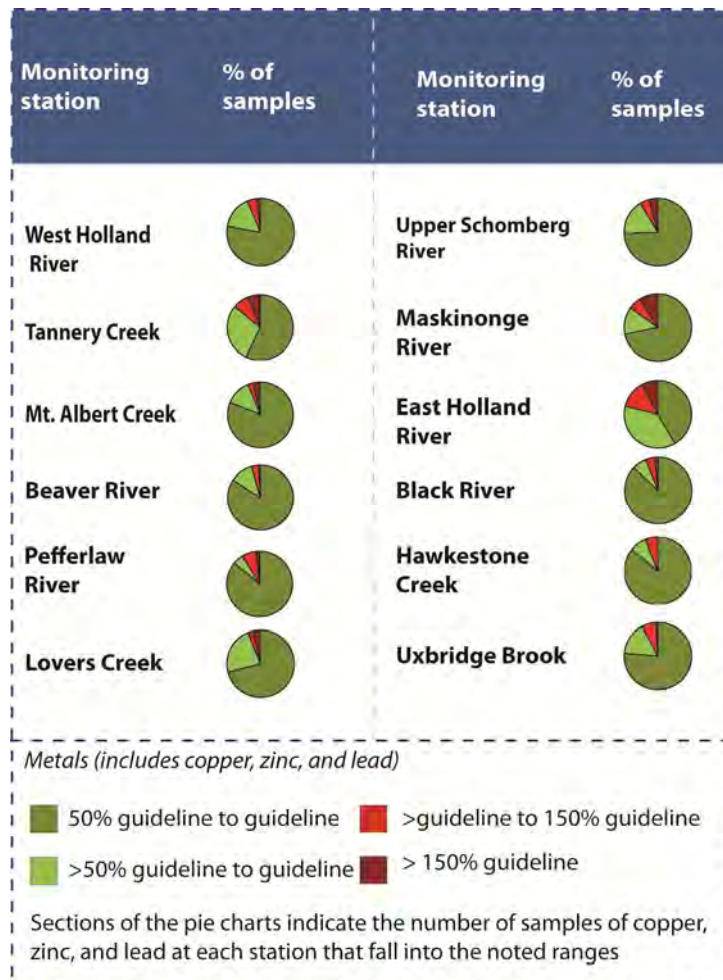 Monitoring
station
% of
samples
Monitoring
station
% of
samples
West Holland
River
Upper Schomberg
River
Tannery Creek
Maskinonge
River
Mt. Albert Creek
East Holland
River
Beaver River
Black River
Pefferlaw
River
Hawkestone
Creek
Lovers Creek
Uxbridge Brook
Metals (includes copper, zinc, and lead)
50% guideline to guideline
>guideline to 150% guideline
>50% guideline to guideline
> 150% guideline
Sections of the pie charts indicate the number of samples of copper,
zinc, and lead at each station that fall into the noted ranges